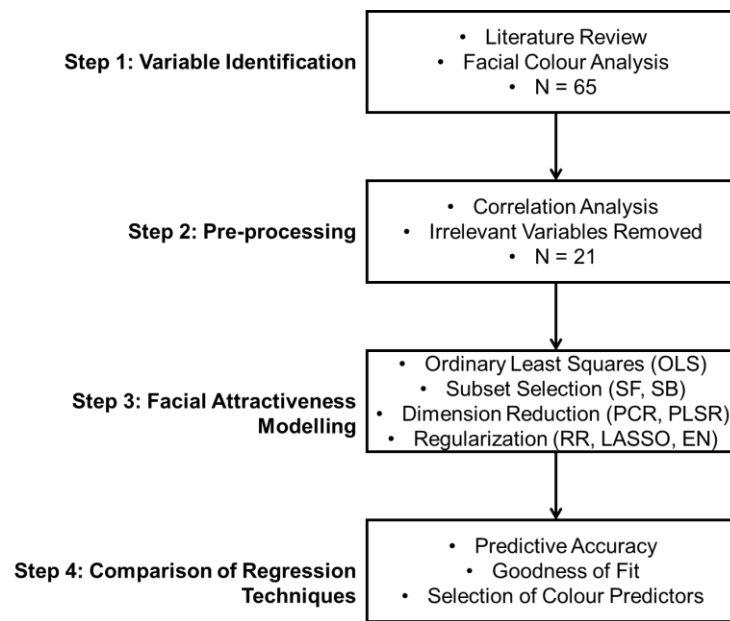 Step 1: Variable Identification
• Literature Review
• Facial Colour Analysis
• N = 65
Step 2: Pre-processing
• Correlation Analysis
• Irrelevant Variables Removed
• N = 21
Step 3: Facial Attractiveness
Modelling
• Ordinary Least Squares (OLS)
• Subset Selection (SF, SB)
• Dimension Reduction (PCR, PLSR)
• Regularization (RR, LASSO, EN)
Step 4: Comparison of Regression
Techniques
• Predictive Accuracy
• Goodness of Fit
• Selection of Colour Predictors